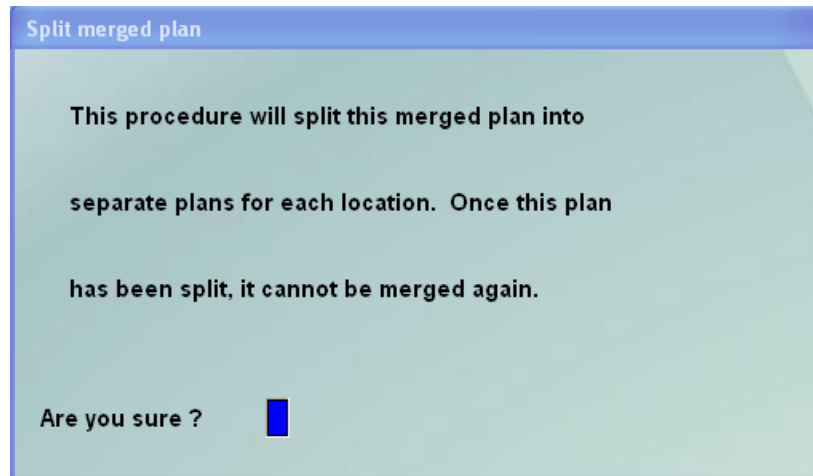 Split merged plan
This procedure will split this merged plan into
separate plans for each location.  Once this plan
has been split, it cannot be merged again.
Are you sure ?